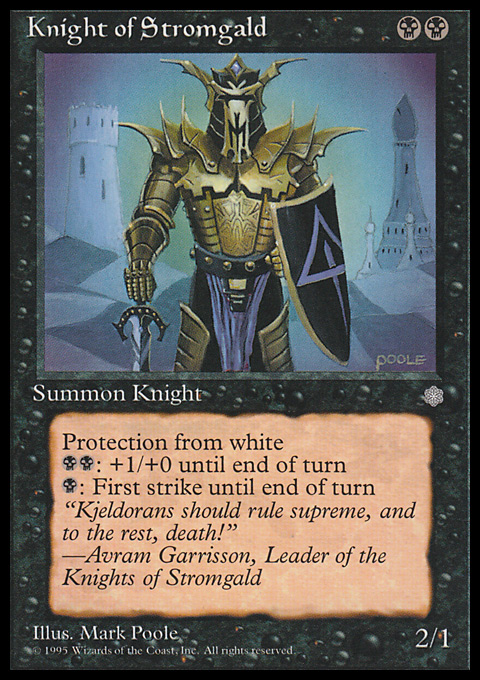 Knight of Stromgald
POOLE
Summon Knight
Protection from white
: +1/+0 until end of turn
: First strike until end of turn
“Kjeldorans should rule supreme, and
to the rest, death!”
—Avram Garrisson, Leader of the
Knights of Stromgald
Illus. Mark Poole
2/1
© 1995 Wizards of the Coast, Inc. All rights reserved.